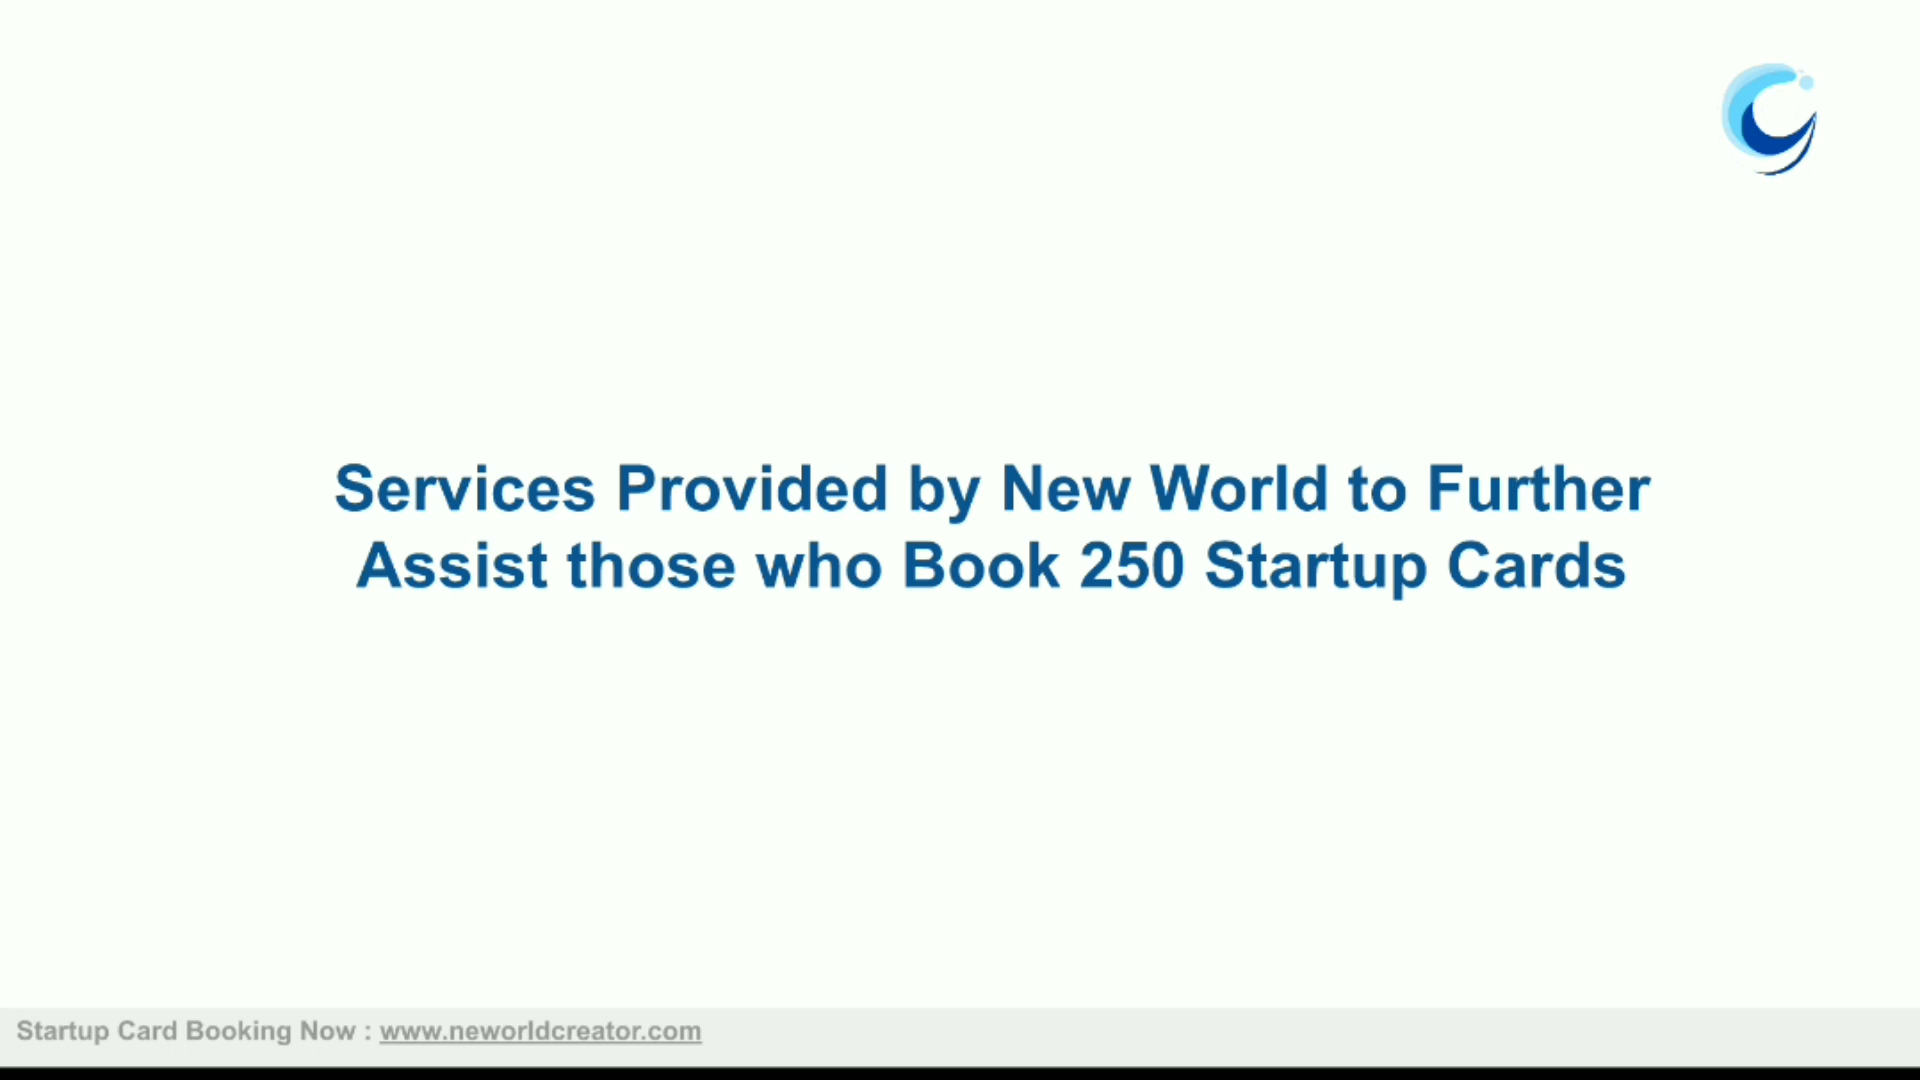 Services Provided by New World to Further
Assist those who Book 250 Startup Cards
Startup Card Booking Now : www.neworldcreator.com